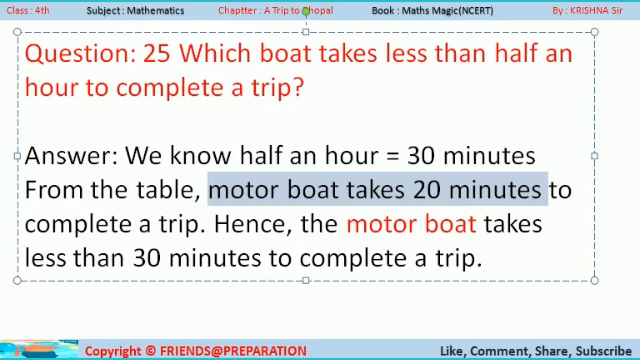 Class : 4th Subject : Mathematics Chaptter : A Trip to Bhopal Book : Maths Magic(NCERT) By : KRISHNA Sir
Question: 25 Which boat takes less than half an
hour to complete a trip?
Answer: We know half an hour = 30 minutes
From the table, motor boat takes 20 minutes to
complete a trip. Hence, the motor boat takes
less than 30 minutes to complete a trip.
Copyright © FRIENDS@PREPARATION Like, Comment, Share, Subscribe